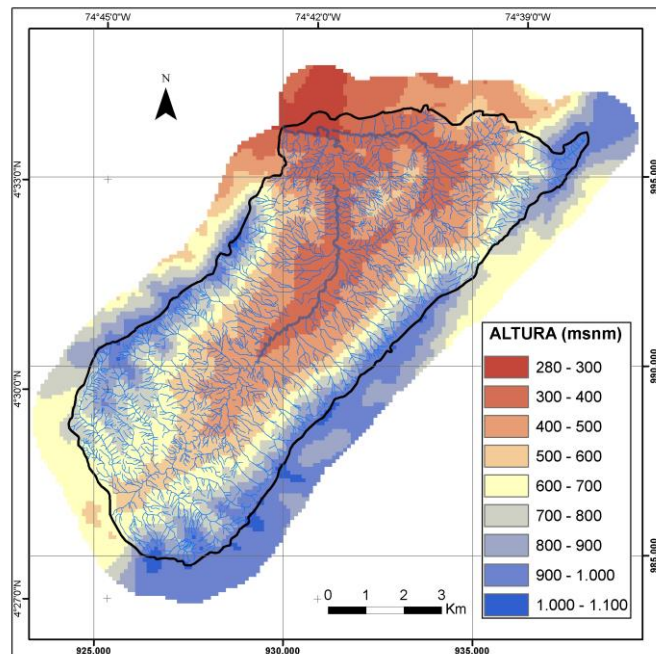 74°45'0"W 74°42'0"W 74°39'0"W
N
4°33'0"N
995.000
4°30'0"N
990.000
ALTURA (msnm)
280 - 300
300 - 400
400 - 500
500 - 600
600 - 700
700 - 800
800 - 900
900 - 1.000
1.000 - 1.100
985.000
4°27'0"N
0 1 2 3
Km
925.000 930.000 935.000